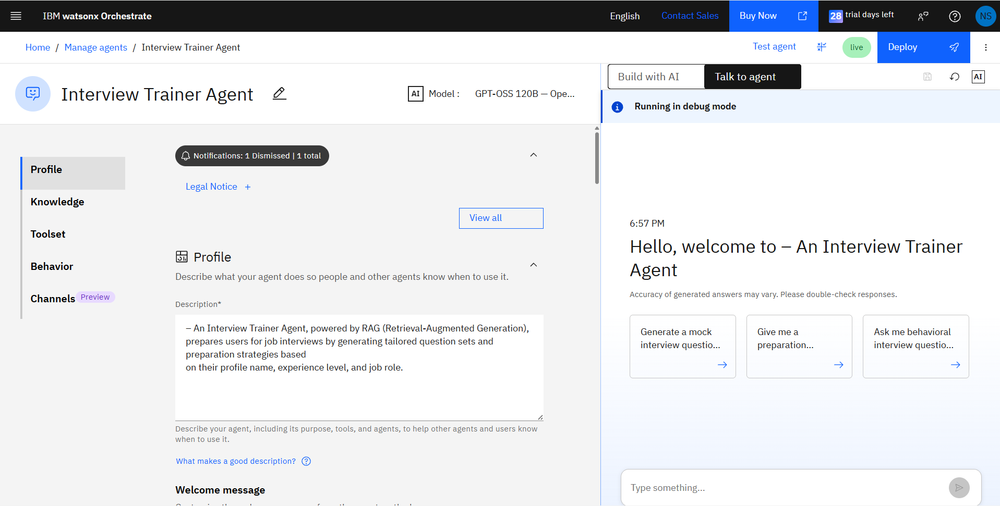 IBM watsonx Orchestrate
English
Contact Sales
Buy Now
28 trial days left
NS
Home / Manage agents / Interview Trainer Agent
Test agent
live
Deploy
Interview Trainer Agent
AI Model :
GPT-OSS 120B — Ope...
Build with AI
Talk to agent
AI
Running in debug mode
Profile
Knowledge
Toolset
Behavior
Channels Preview
Notifications: 1 Dismissed | 1 total
Legal Notice +
View all
Profile
Describe what your agent does so people and other agents know when to use it.
Description*
– An Interview Trainer Agent, powered by RAG (Retrieval-Augmented Generation),
prepares users for job interviews by generating tailored question sets and
preparation strategies based
on their profile name, experience level, and job role.
Describe your agent, including its purpose, tools, and agents, to help other agents and users know
when to use it.
What makes a good description?
Welcome message
6:57 PM
Hello, welcome to – An Interview Trainer
Agent
Accuracy of generated answers may vary. Please double-check responses.
Generate a mock
interview questio...
Give me a
preparation...
Ask me behavioral
interview questio...
Type something...